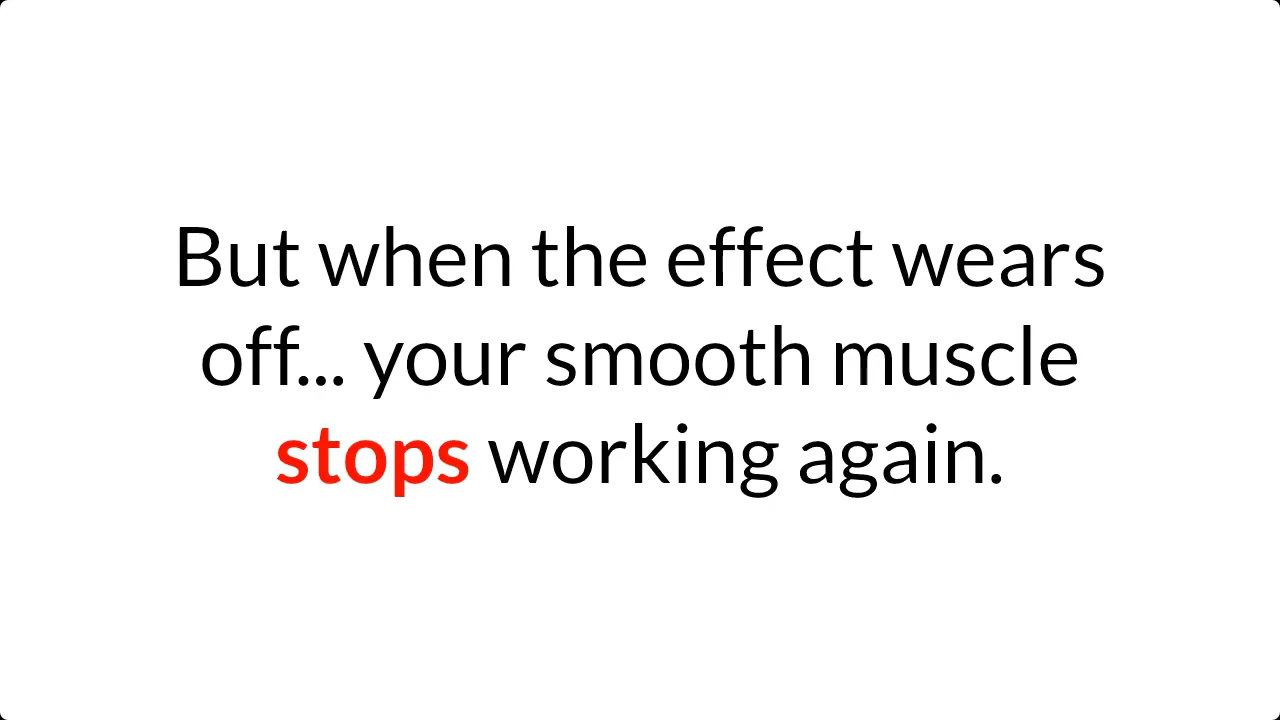 But when the effect wears
off... your smooth muscle
stops working again.